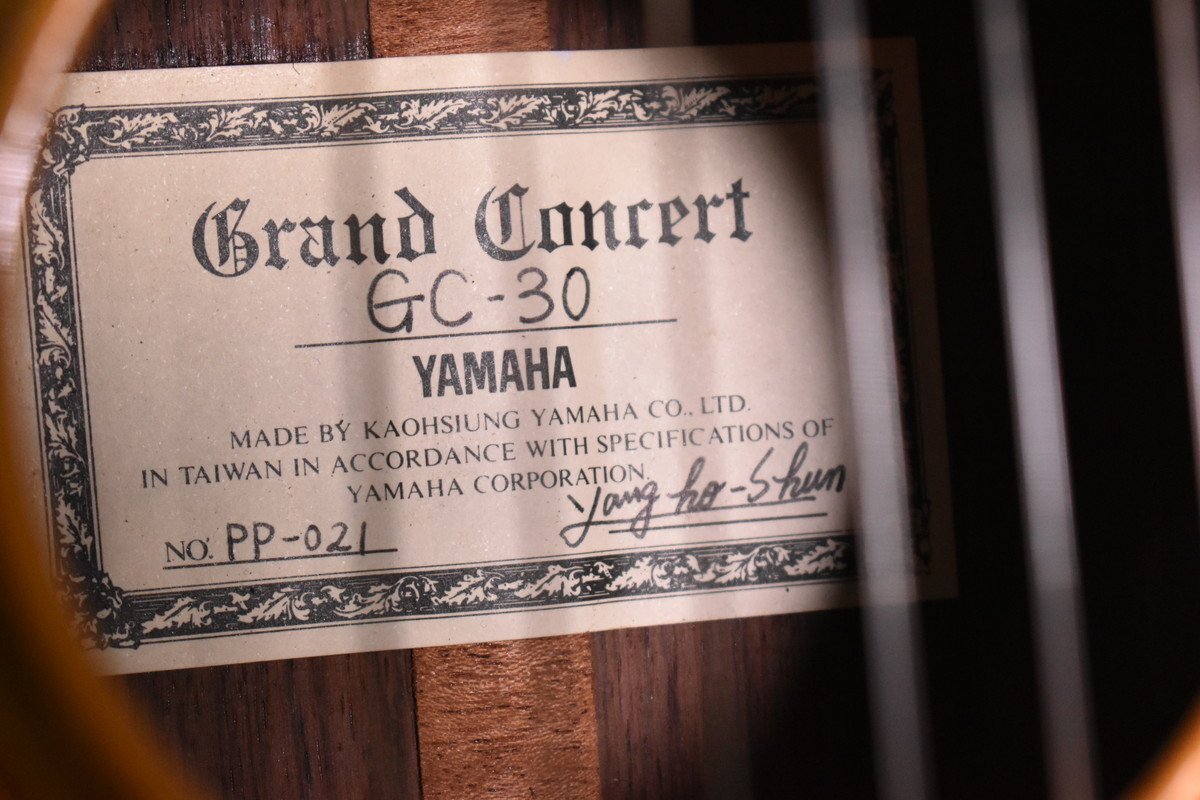 Grand Concert
GC-30
YAMAHA
MADE BY KAOHSIUNG YAMAHA CO., LTD.
IN TAIWAN IN ACCORDANCE WITH SPECIFICATIONS OF
YAMAHA CORPORATION.
Yang ho-Shun
NO. PP-021